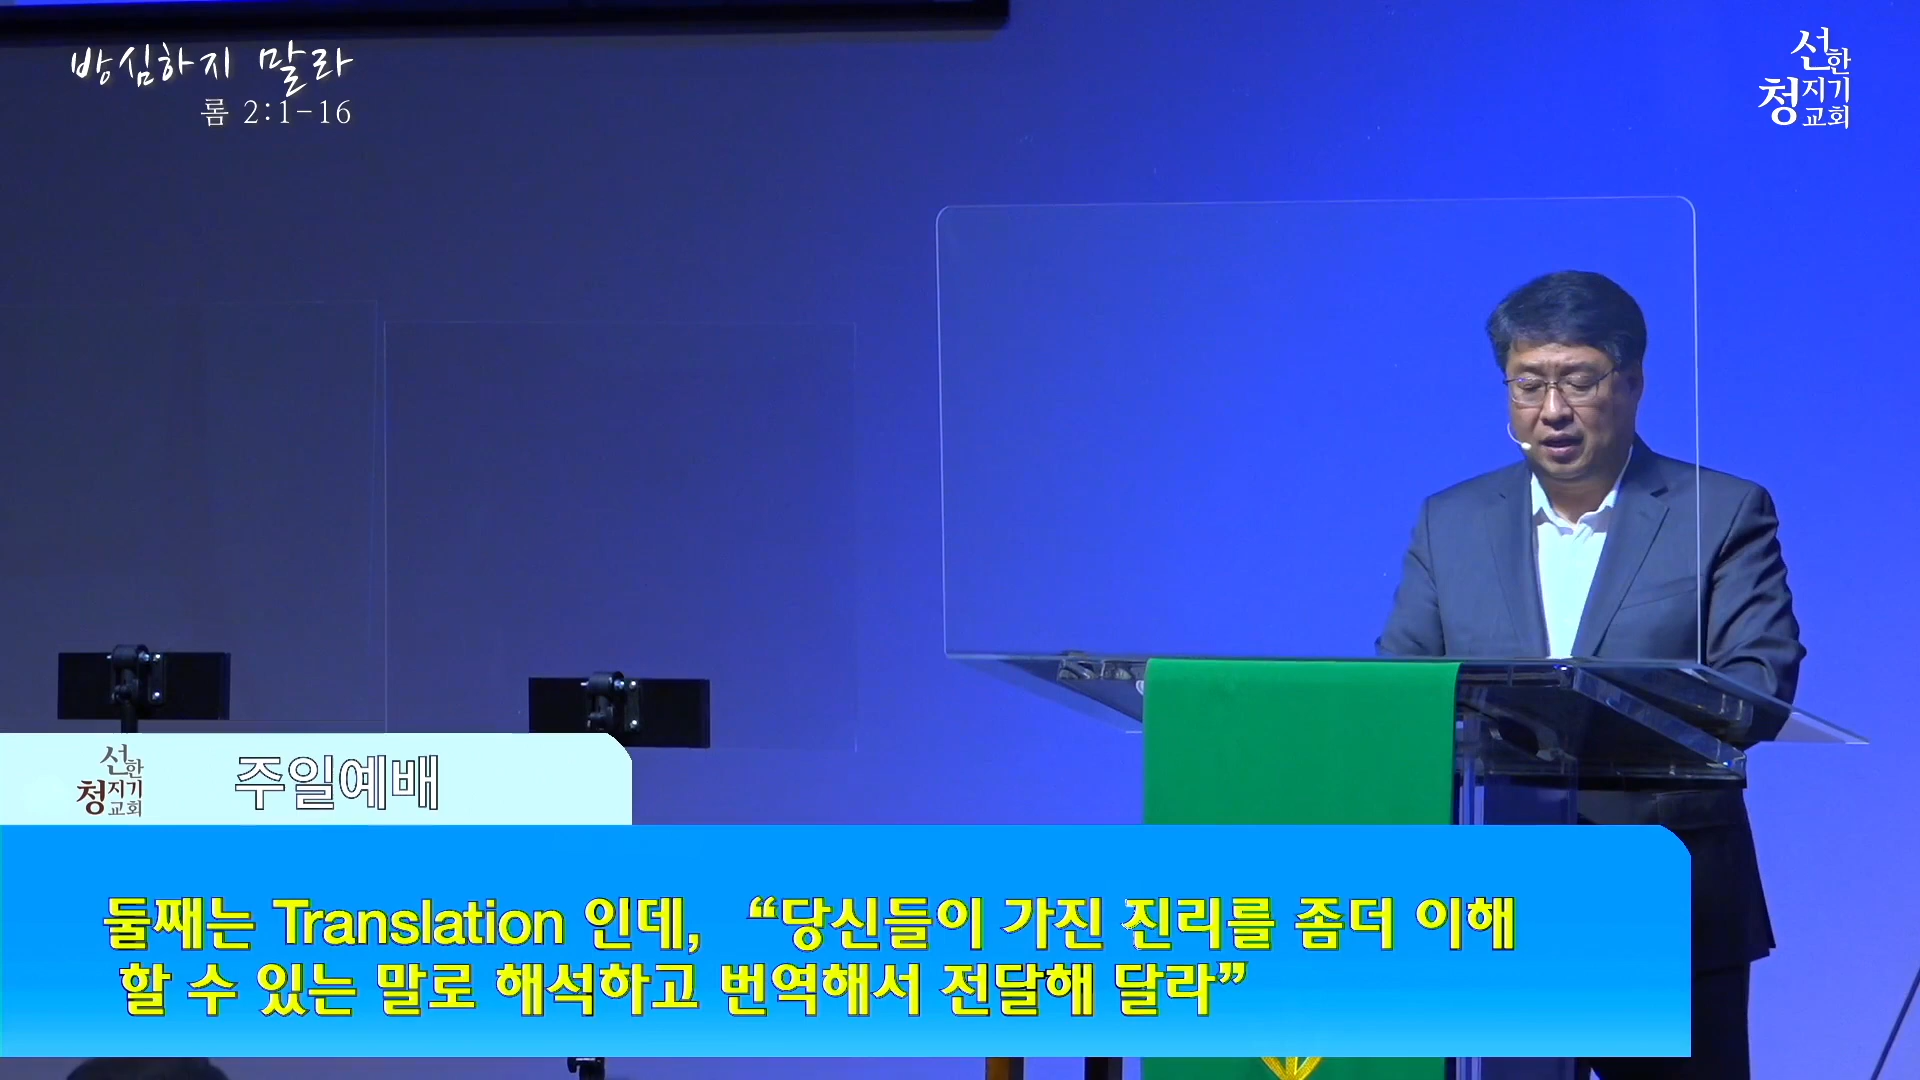 방심하지 말라
롬 2:1-16
선한
청지기
교회
선한
청지기
교회
주일예배
둘째는 Translation 인데, “당신들이 가진 진리를 좀더 이해
할 수 있는 말로 해석하고 번역해서 전달해 달라”